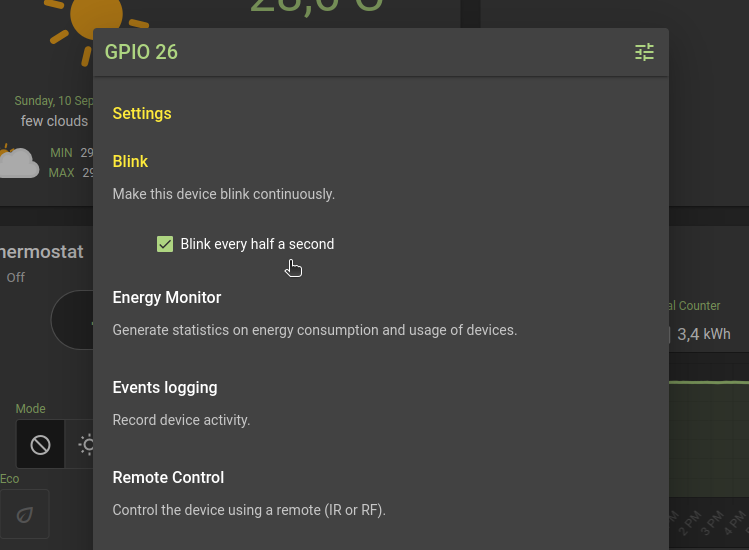 28,6 C
GPIO 26
Sunday, 10 Sep
few clouds
MIN 29
MAX 29
Settings
Blink
Make this device blink continuously.
Blink every half a second
hermostat
Off
Energy Monitor
Generate statistics on energy consumption and usage of devices.
al Counter
3,4 kWh
Events logging
Record device activity.
Mode
Eco
Remote Control
Control the device using a remote (IR or RF).
M
2 PM
3 PM
4 PM